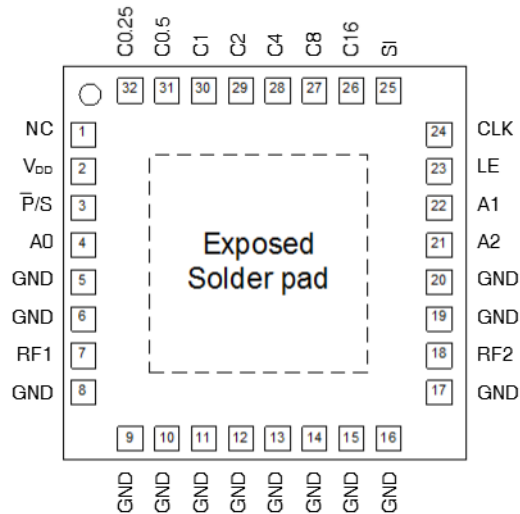 C0.25 C0.5 C1 C2 C4 C8 C16 SI
32 31 30 29 28 27 26 25
NC 1 24 CLK
VDD 2 23 LE
P̅/S 3 22 A1
A0 4 21 A2
GND 5 20 GND
GND 6 19 GND
RF1 7 18 RF2
GND 8 17 GND
Exposed
Solder pad
9 10 11 12 13 14 15 16
GND GND GND GND GND GND GND GND